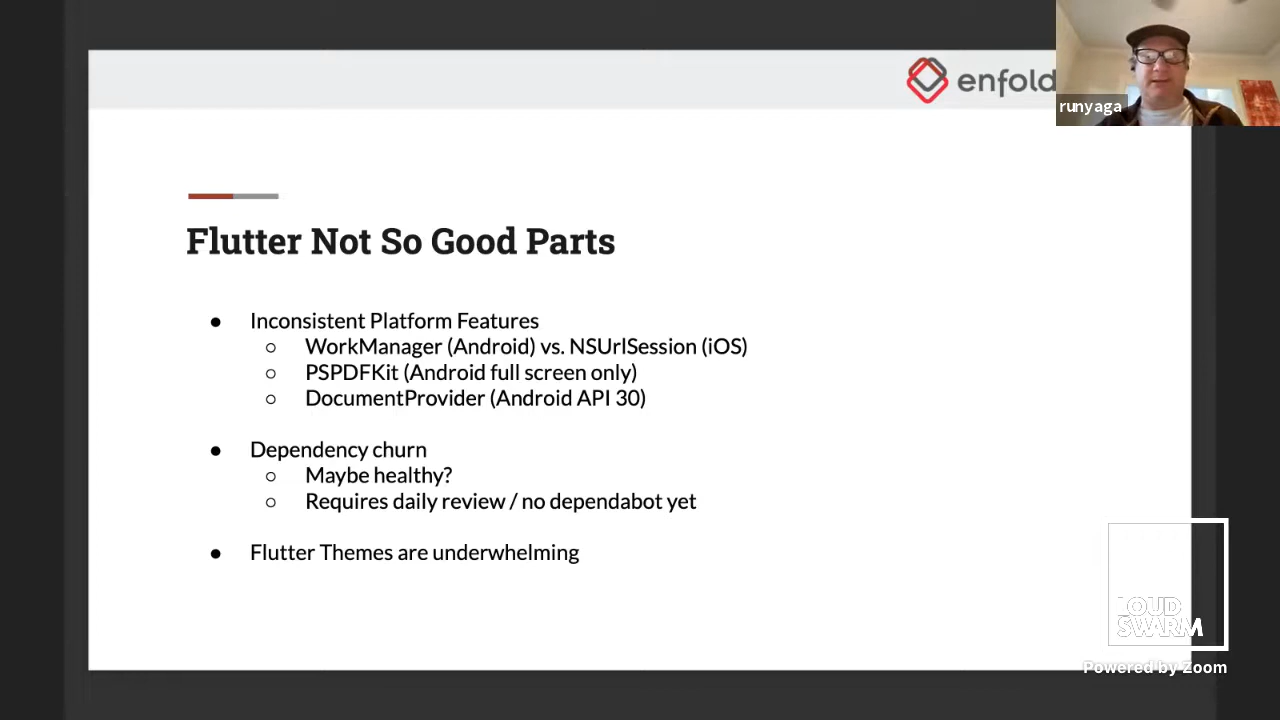 enfold
runyaga
Flutter Not So Good Parts
● Inconsistent Platform Features
○ WorkManager (Android) vs. NSUrlSession (iOS)
○ PSPDFKit (Android full screen only)
○ DocumentProvider (Android API 30)
● Dependency churn
○ Maybe healthy?
○ Requires daily review / no dependabot yet
● Flutter Themes are underwhelming
LOUD
SWARM
Powered by Zoom